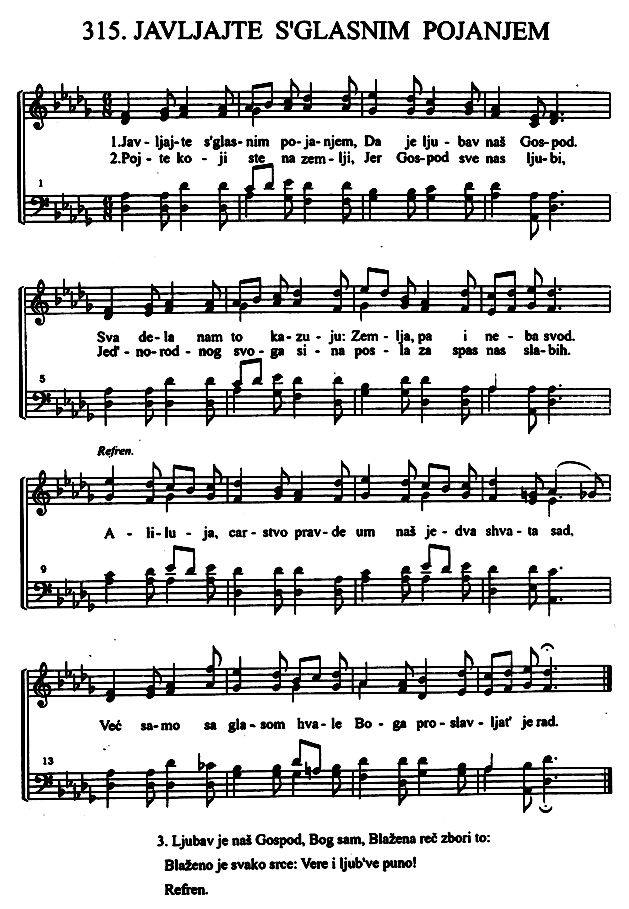 315. JAVLJAJTE S'GLASNIM POJANJEM
1.Jav - ljaj-te s'glas-nim po-ja-njem, Da je lju - bav naš Gos-pod.
2.Poj - te ko - ji ste na zem - lji, Jer Gos-pod sve nas lju-bi,
1
Sva de-la nam to ka-zu-ju: Zem - lja, pa i ne - ba svod.
Jed'-no-rod-nog svo-ga si-na pos-la za spas nas sla-bih.
5
Refren.
A - li-lu - ja, car-stvo prav-de um naš je-dva shva-ta sad,
9
Već sa-mo sa gla-som hva-le Bo-ga pro-slav-ljat' je rad.
13
3. Ljubav je naš Gospod, Bog sam, Blažena reč zbori to:
Blaženo je svako srce: Vere i ljub've puno!
Refren.